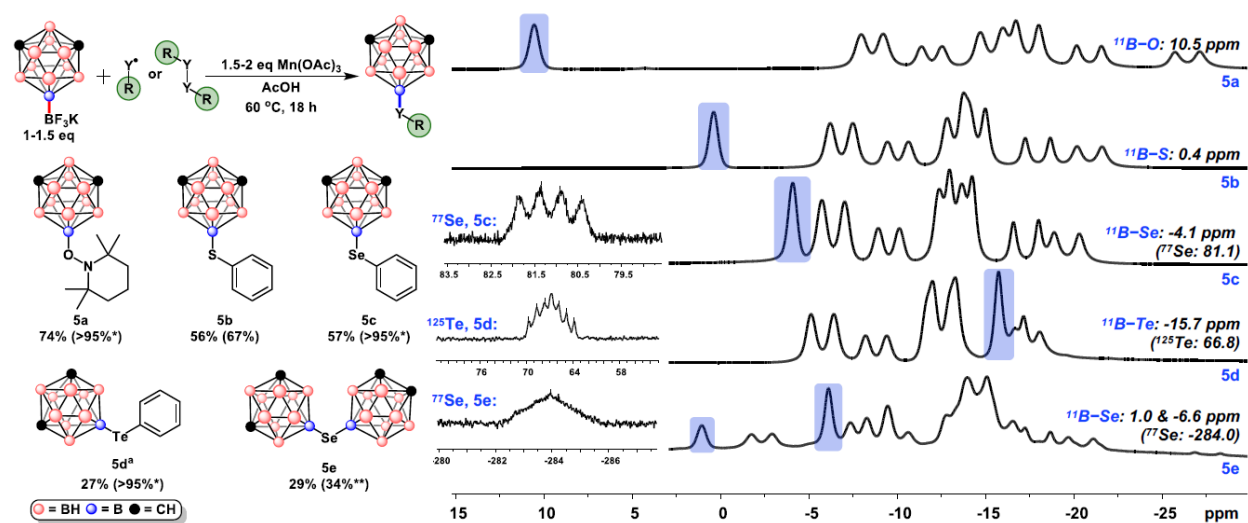 Y•
R
or
R
Y
Y
R
+
1.5-2 eq Mn(OAc)₃
AcOH
60 °C, 18 h
BF₃K
1-1.5 eq
Y
R
O
N
5a
74% (>95%*)
S
5b
56% (67%)
Se
5c
57% (>95%*)
Te
5dᵃ
27% (>95%*)
Se
5e
29% (34%**)
= BH = B = CH
¹¹B−O: 10.5 ppm
5a
¹¹B−S: 0.4 ppm
5b
⁷⁷Se, 5c:
83.5 82.5 81.5 80.5 79.5
¹¹B−Se: -4.1 ppm
(⁷⁷Se: 81.1)
5c
¹²⁵Te, 5d:
76 70 64 58
¹¹B−Te: -15.7 ppm
(¹²⁵Te: 66.8)
5d
⁷⁷Se, 5e:
-280 -282 -284 -286
¹¹B−Se: 1.0 & -6.6 ppm
(⁷⁷Se: -284.0)
5e
15 10 5 0 -5 -10 -15 -20 -25 ppm